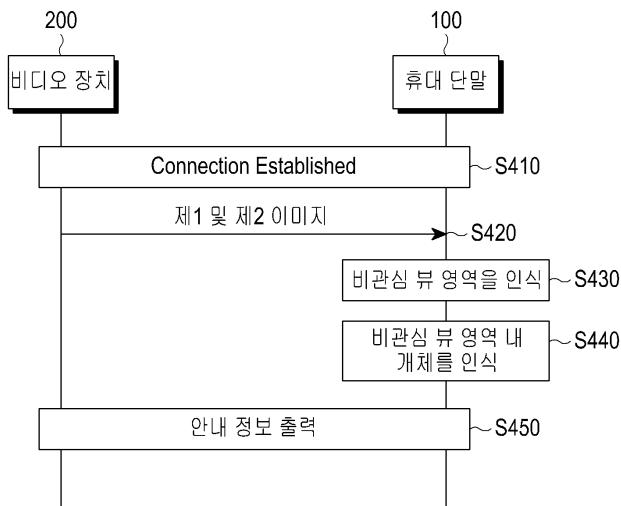 200
100
비디오 장치
휴대 단말
Connection Established
S410
제1 및 제2 이미지
S420
비관심 뷰 영역을 인식
S430
비관심 뷰 영역 내
개체를 인식
S440
안내 정보 출력
S450